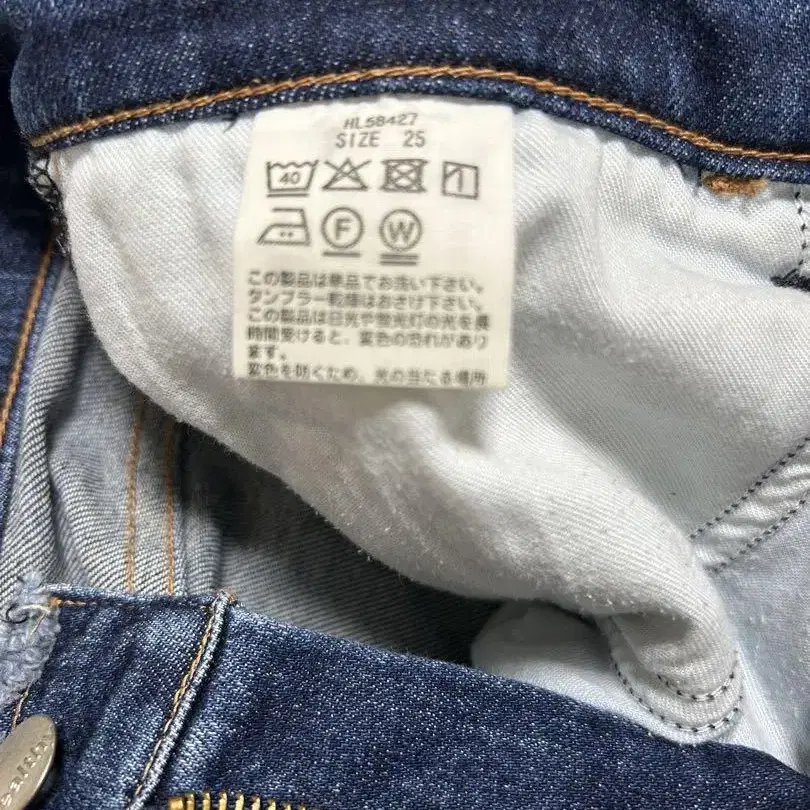 HL58427
SIZE 25
40
F
W
この製品は単品でお洗い下さい。
タンブラー乾燥はおさけ下さい。
この製品は日光や蛍光灯の光を長
時間受けると、変色の恐れがあり
ます。
変色を防ぐため、光の当たる場所